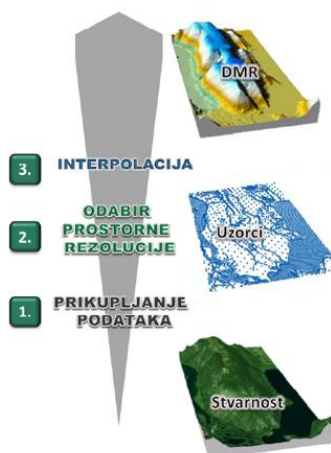 DMR
3. INTERPOLACIJA
ODABIR
2. PROSTORNE
REZOLUCIJE
Uzorci
1. PRIKUPLJANJE
PODATAKA
Stvarnost